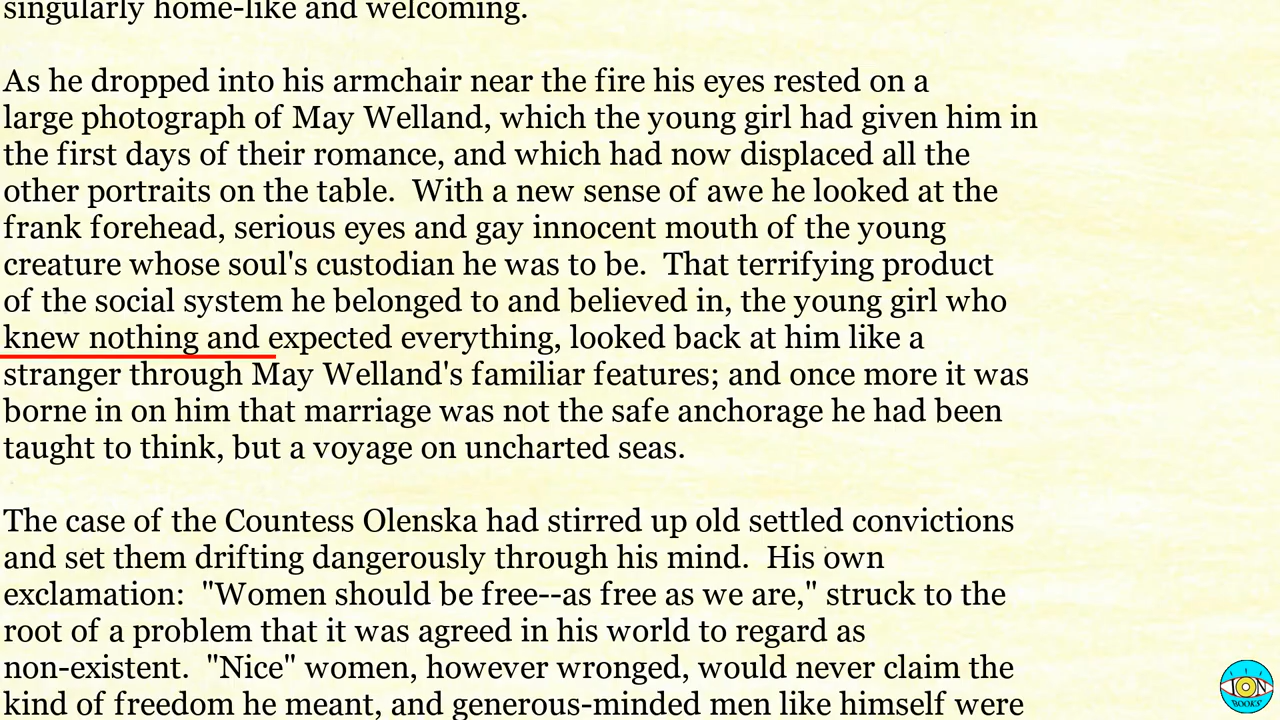 singularly home-like and welcoming.
As he dropped into his armchair near the fire his eyes rested on a
large photograph of May Welland, which the young girl had given him in
the first days of their romance, and which had now displaced all the
other portraits on the table.  With a new sense of awe he looked at the
frank forehead, serious eyes and gay innocent mouth of the young
creature whose soul's custodian he was to be.  That terrifying product
of the social system he belonged to and believed in, the young girl who
knew nothing and expected everything, looked back at him like a
stranger through May Welland's familiar features; and once more it was
borne in on him that marriage was not the safe anchorage he had been
taught to think, but a voyage on uncharted seas.
The case of the Countess Olenska had stirred up old settled convictions
and set them drifting dangerously through his mind.  His own
exclamation:  "Women should be free--as free as we are," struck to the
root of a problem that it was agreed in his world to regard as
non-existent.  "Nice" women, however wronged, would never claim the
kind of freedom he meant, and generous-minded men like himself were
ION
BOOKS